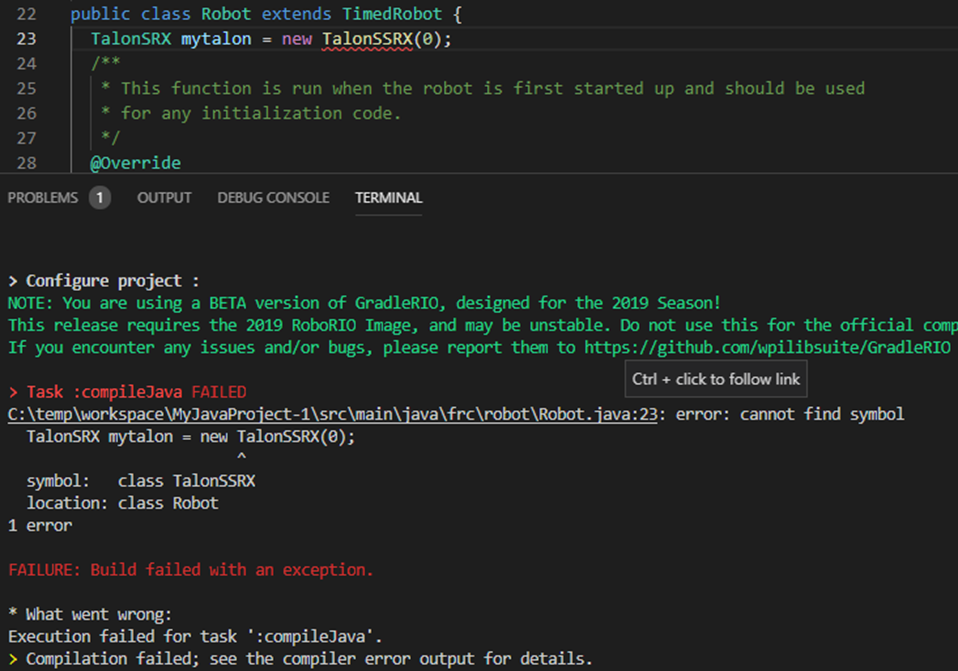 22 public class Robot extends TimedRobot {
23 TalonSRX mytalon = new TalonSSRX(0);
24 /**
25 * This function is run when the robot is first started up and should be used
26 * for any initialization code.
27 */
28 @Override
PROBLEMS 1 OUTPUT DEBUG CONSOLE TERMINAL
> Configure project :
NOTE: You are using a BETA version of GradleRIO, designed for the 2019 Season!
This release requires the 2019 RoboRIO Image, and may be unstable. Do not use this for the official comp
If you encounter any issues and/or bugs, please report them to https://github.com/wpilibsuite/GradleRIO
Ctrl + click to follow link
> Task :compileJava FAILED
C:\temp\workspace\MyJavaProject-1\src\main\java\frc\robot\Robot.java:23: error: cannot find symbol
TalonSRX mytalon = new TalonSSRX(0);
^
symbol: class TalonSSRX
location: class Robot
1 error
FAILURE: Build failed with an exception.
* What went wrong:
Execution failed for task ':compileJava'.
> Compilation failed; see the compiler error output for details.